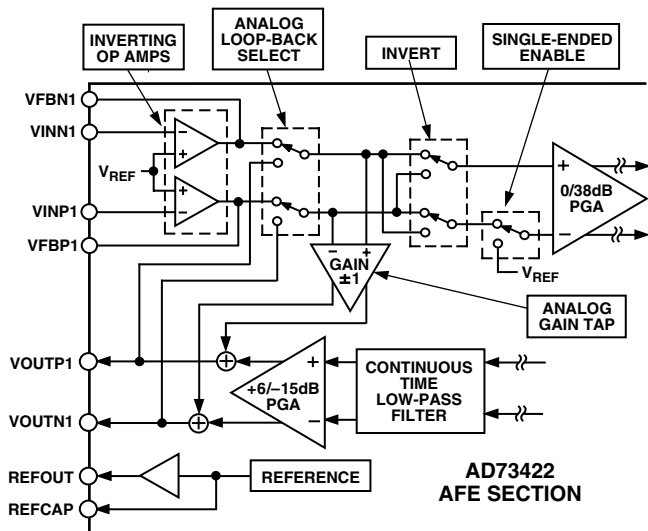 INVERTING
OP AMPS
ANALOG
LOOP-BACK
SELECT
INVERT
SINGLE-ENDED
ENABLE
VFBN1
VINN1
VREF
VINP1
VFBP1
−
+
+
−
+
0/38dB
PGA
−
VREF
− +
GAIN
±1
ANALOG
GAIN TAP
VOUTP1
VOUTN1
+
+
+
+6/−15dB
PGA
−
CONTINUOUS
TIME
LOW-PASS
FILTER
REFOUT
REFCAP
REFERENCE
AD73422
AFE SECTION